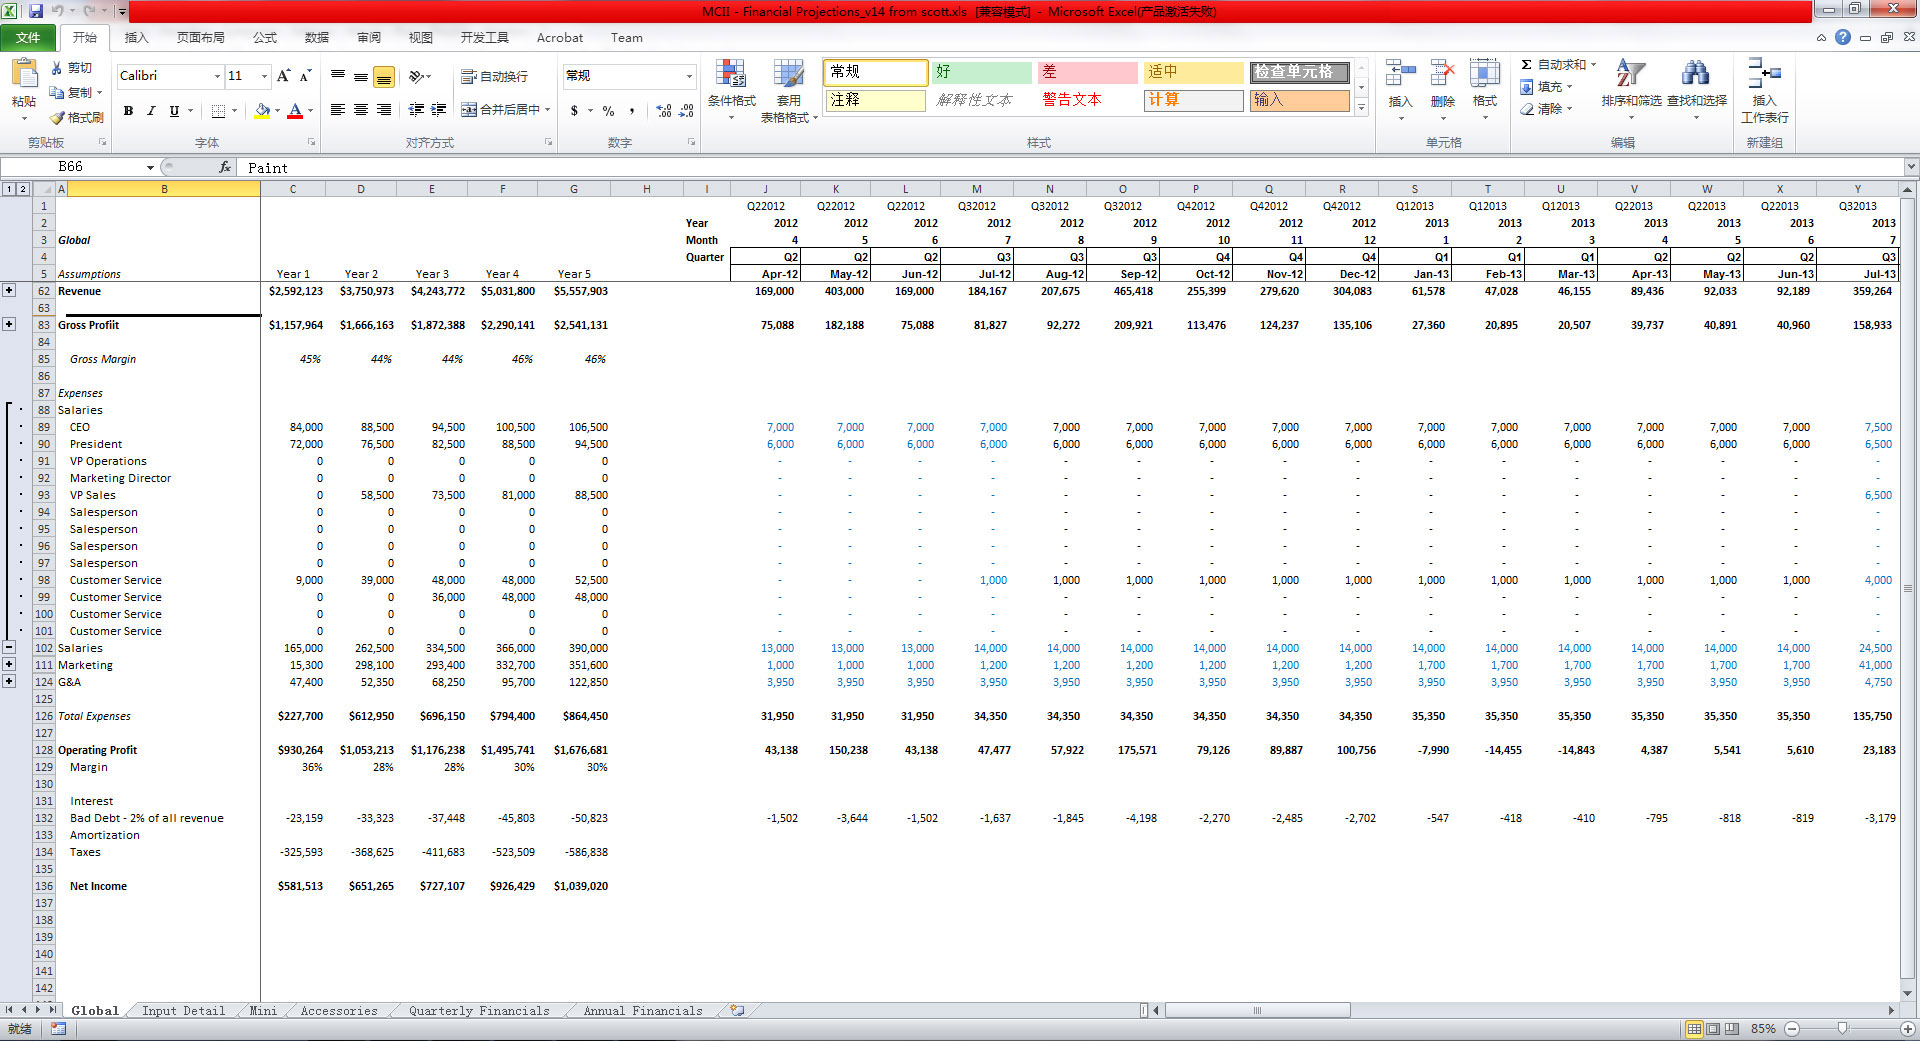 MCII - Financial Projections_v14 from scott.xls [兼容模式] - Microsoft Excel(产品激活失败)
文件 开始 插入 页面布局 公式 数据 审阅 视图 开发工具 Acrobat Team
剪切 Calibri 11 自动换行 常规 常规 好 差 适中 检查单元格 自动求和
粘贴 复制 条件格式 套用 插入 删除 格式 填充 排序和筛选 查找和选择 插入
格式刷 B I U 合并后居中 $ % , 表格格式 注释 解释性文本 警告文本 计算 输入 清除 工作表行
剪贴板 字体 对齐方式 数字 样式 单元格 编辑 新建组
B66 fx Paint
1 2 A B C D E F G H I J K L M N O P Q R S T U V W X Y
1 Q22012 Q22012 Q22012 Q32012 Q32012 Q32012 Q42012 Q42012 Q42012 Q12013 Q12013 Q12013 Q22013 Q22013 Q22013 Q32013
2 Year 2012 2012 2012 2012 2012 2012 2012 2012 2012 2013 2013 2013 2013 2013 2013 2013
3 Global Month 4 5 6 7 8 9 10 11 12 1 2 3 4 5 6 7
4 Quarter Q2 Q2 Q2 Q3 Q3 Q3 Q4 Q4 Q4 Q1 Q1 Q1 Q2 Q2 Q2 Q3
5 Assumptions Year 1 Year 2 Year 3 Year 4 Year 5 Apr-12 May-12 Jun-12 Jul-12 Aug-12 Sep-12 Oct-12 Nov-12 Dec-12 Jan-13 Feb-13 Mar-13 Apr-13 May-13 Jun-13 Jul-13
62 Revenue $2,592,123 $3,750,973 $4,243,772 $5,031,800 $5,557,903 169,000 403,000 169,000 184,167 207,675 465,418 255,399 279,620 304,083 61,578 47,028 46,155 89,436 92,033 92,189 359,264
63
83 Gross Profiit $1,157,964 $1,666,163 $1,872,388 $2,290,141 $2,541,131 75,088 182,188 75,088 81,827 92,272 209,921 113,476 124,237 135,106 27,360 20,895 20,507 39,737 40,891 40,960 158,933
84
85 Gross Margin 45% 44% 44% 46% 46%
86
87 Expenses
88 Salaries
89 CEO 84,000 88,500 94,500 100,500 106,500 7,000 7,000 7,000 7,000 7,000 7,000 7,000 7,000 7,000 7,000 7,000 7,000 7,000 7,000 7,000 7,500
90 President 72,000 76,500 82,500 88,500 94,500 6,000 6,000 6,000 6,000 6,000 6,000 6,000 6,000 6,000 6,000 6,000 6,000 6,000 6,000 6,000 6,500
91 VP Operations 0 0 0 0 0 - - - - - - - - - - - - - - - -
92 Marketing Director 0 0 0 0 0 - - - - - - - - - - - - - - - -
93 VP Sales 0 58,500 73,500 81,000 88,500 - - - - - - - - - - - - - - - 6,500
94 Salesperson 0 0 0 0 0 - - - - - - - - - - - - - - - -
95 Salesperson 0 0 0 0 0 - - - - - - - - - - - - - - - -
96 Salesperson 0 0 0 0 0 - - - - - - - - - - - - - - - -
97 Salesperson 0 0 0 0 0 - - - - - - - - - - - - - - - -
98 Customer Service 9,000 39,000 48,000 48,000 52,500 - - - 1,000 1,000 1,000 1,000 1,000 1,000 1,000 1,000 1,000 1,000 1,000 1,000 4,000
99 Customer Service 0 0 36,000 48,000 48,000 - - - - - - - - - - - - - - - -
100 Customer Service 0 0 0 0 0 - - - - - - - - - - - - - - - -
101 Customer Service 0 0 0 0 0 - - - - - - - - - - - - - - - -
102 Salaries 165,000 262,500 334,500 366,000 390,000 13,000 13,000 13,000 14,000 14,000 14,000 14,000 14,000 14,000 14,000 14,000 14,000 14,000 14,000 14,000 24,500
111 Marketing 15,300 298,100 293,400 332,700 351,600 1,000 1,000 1,000 1,200 1,200 1,200 1,200 1,200 1,200 1,700 1,700 1,700 1,700 1,700 1,700 41,000
124 G&A 47,400 52,350 68,250 95,700 122,850 3,950 3,950 3,950 3,950 3,950 3,950 3,950 3,950 3,950 3,950 3,950 3,950 3,950 3,950 3,950 4,750
125
126 Total Expenses $227,700 $612,950 $696,150 $794,400 $864,450 31,950 31,950 31,950 34,350 34,350 34,350 34,350 34,350 34,350 35,350 35,350 35,350 35,350 35,350 35,350 135,750
127
128 Operating Profit $930,264 $1,053,213 $1,176,238 $1,495,741 $1,676,681 43,138 150,238 43,138 47,477 57,922 175,571 79,126 89,887 100,756 -7,990 -14,455 -14,843 4,387 5,541 5,610 23,183
129 Margin 36% 28% 28% 30% 30%
130
131 Interest
132 Bad Debt - 2% of all revenue -23,159 -33,323 -37,448 -45,803 -50,823 -1,502 -3,644 -1,502 -1,637 -1,845 -4,198 -2,270 -2,485 -2,702 -547 -418 -410 -795 -818 -819 -3,179
133 Amortization
134 Taxes -325,593 -368,625 -411,683 -523,509 -586,838
135
136 Net Income $581,513 $651,265 $727,107 $926,429 $1,039,020
137
138
139
140
141
142
Global Input Detail Mini Accessories Quarterly Financials Annual Financials
就绪 85%